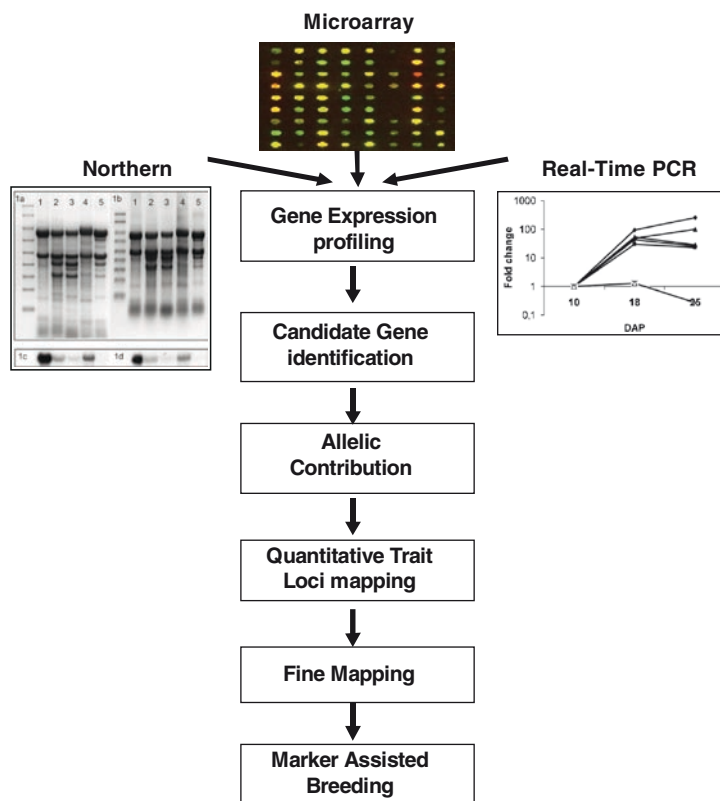 Microarray
Northern
Real-Time PCR
1a 1 2 3 4 5 1b 1 2 3 4 5
1c 1d
Fold change
1000
100
10
1
0,1
10 18 26
DAP
Gene Expression
profiling
Candidate Gene
identification
Allelic
Contribution
Quantitative Trait
Loci mapping
Fine Mapping
Marker Assisted
Breeding